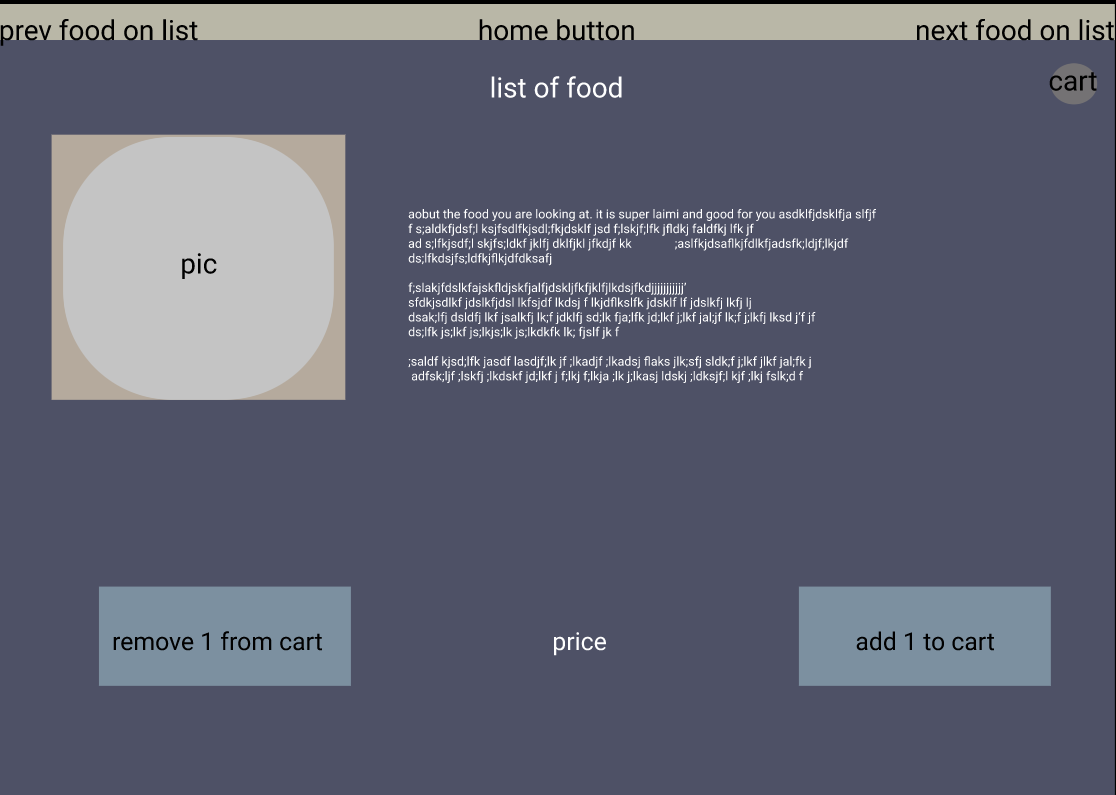 prev food on list home button next food on list
list of food
cart
pic
aobut the food you are looking at. it is super laimi and good for you asdklfjdsklfja slfjf
f s;aldkfjdsf;l ksjfsdlfkjsdl;fkjdsklf jsd f;lskjf;lfk jfldkj faldfkj lfk jf
ad s;lfkjsdf;l skjfs;ldkf jklfj dklfjkl jfkdjf kk ;aslfkjdsaflkjfdlkfjadsfk;ldjf;lkjdf
ds;lfkdsjfs;ldfkjflkjdfdksafj
f;slakjfdslkfajskfldjskfjalfjdskljfkfjklfjlkdsjfkdjjjjjjjjjjj'
sfdkjsdlkf jdslkfjdsl lkfsjdf lkdsj f lkjdflkslfk jdsklf lf jdslkfj lkfj lj
dsak;lfj dsldfj lkf jsalkfj lk;f jdklfj sd;lk fja;lfk jd;lkf j;lkf jal;jf lk;f j;lkfj lksd j'f jf
ds;lfk js;lkf js;lkjs;lk js;lkdkfk lk; fjslf jk f
;saldf kjsd;lfk jasdf lasdjf;lk jf ;lkadjf ;lkadsj flaks jlk;sfj sldk;f j;lkf jlkf jal;fk j
adfsk;ljf ;lskfj ;lkdskf jd;lkf j f;lkj f;lkja ;lk j;lkasj ldskj ;ldksjf;l kjf ;lkj fslk;d f
remove 1 from cart price add 1 to cart